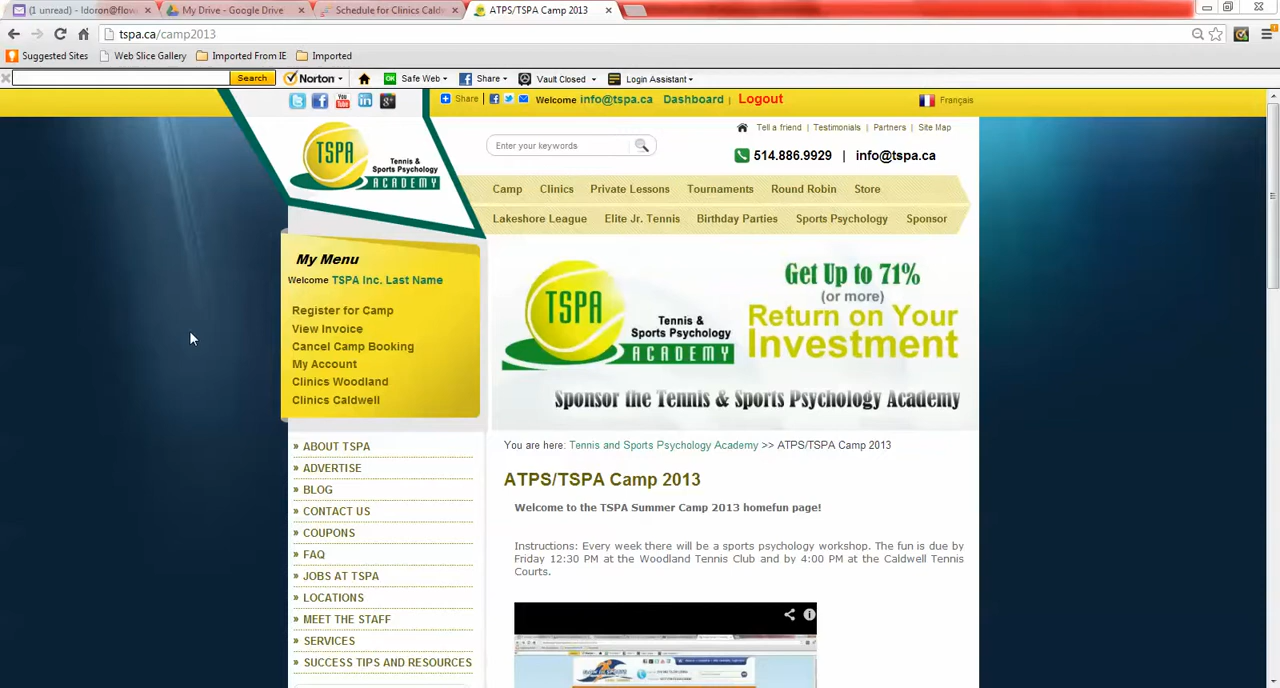 (1 unread) - ldoron@flow
My Drive - Google Drive
Schedule for Clinics Cald
ATPS/TSPA Camp 2013
tspa.ca/camp2013
Suggested Sites
Web Slice Gallery
Imported From IE
Imported
Search
Norton
Safe Web
Share
Vault Closed
Login Assistant
Share
Welcome info@tspa.ca Dashboard | Logout
Français
TSPA
Tennis & Sports Psychology
ACADEMY
Enter your keywords
Tell a friend | Testimonials | Partners | Site Map
514.886.9929 | info@tspa.ca
Camp Clinics Private Lessons Tournaments Round Robin Store
Lakeshore League Elite Jr. Tennis Birthday Parties Sports Psychology Sponsor
My Menu
Welcome TSPA Inc. Last Name
Register for Camp
View Invoice
Cancel Camp Booking
My Account
Clinics Woodland
Clinics Caldwell
TSPA
Tennis &
Sports Psychology
ACADEMY
Get Up to 71%
(or more)
Return on Your
Investment
Sponsor the Tennis & Sports Psychology Academy
» ABOUT TSPA
» ADVERTISE
» BLOG
» CONTACT US
» COUPONS
» FAQ
» JOBS AT TSPA
» LOCATIONS
» MEET THE STAFF
» SERVICES
» SUCCESS TIPS AND RESOURCES
You are here: Tennis and Sports Psychology Academy >> ATPS/TSPA Camp 2013
ATPS/TSPA Camp 2013
Welcome to the TSPA Summer Camp 2013 homefun page!
Instructions: Every week there will be a sports psychology workshop. The fun is due by
Friday 12:30 PM at the Woodland Tennis Club and by 4:00 PM at the Caldwell Tennis
Courts.